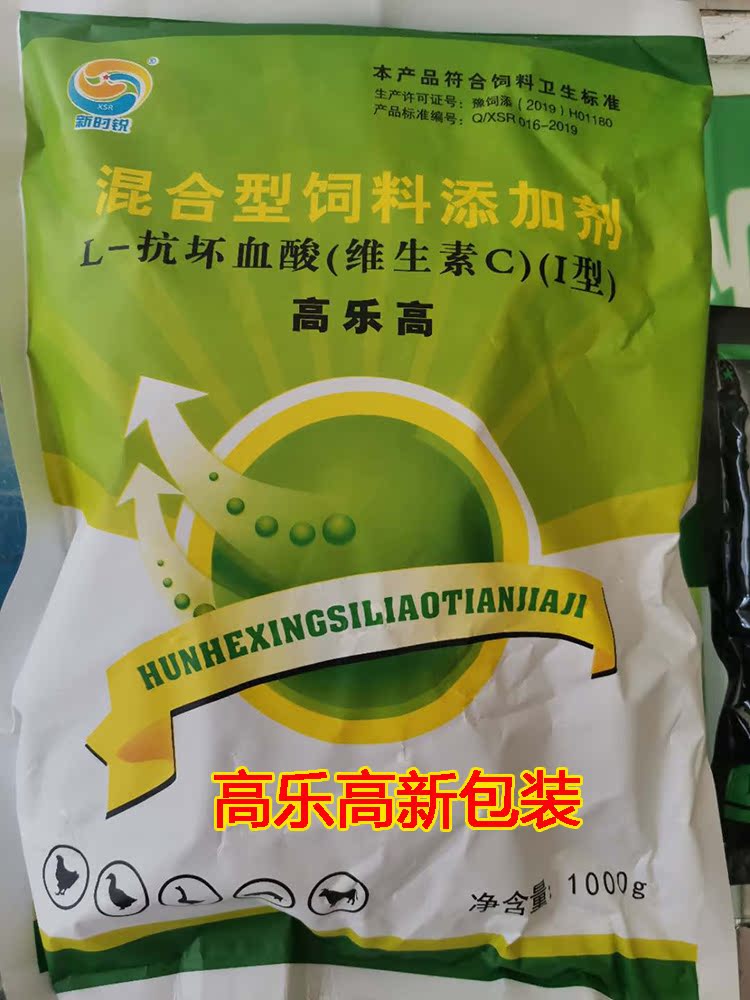 XSR
新时锐
®
本产品符合饲料卫生标准
生产许可证号：豫饲添（2019）H01180
产品标准编号：Q/XSR 016-2019
混合型饲料添加剂
L-抗坏血酸(维生素C)(I型)
高乐高
HUNHEXINGSILIAOTIANJIAJI
高乐高新包装
净含量：1000g